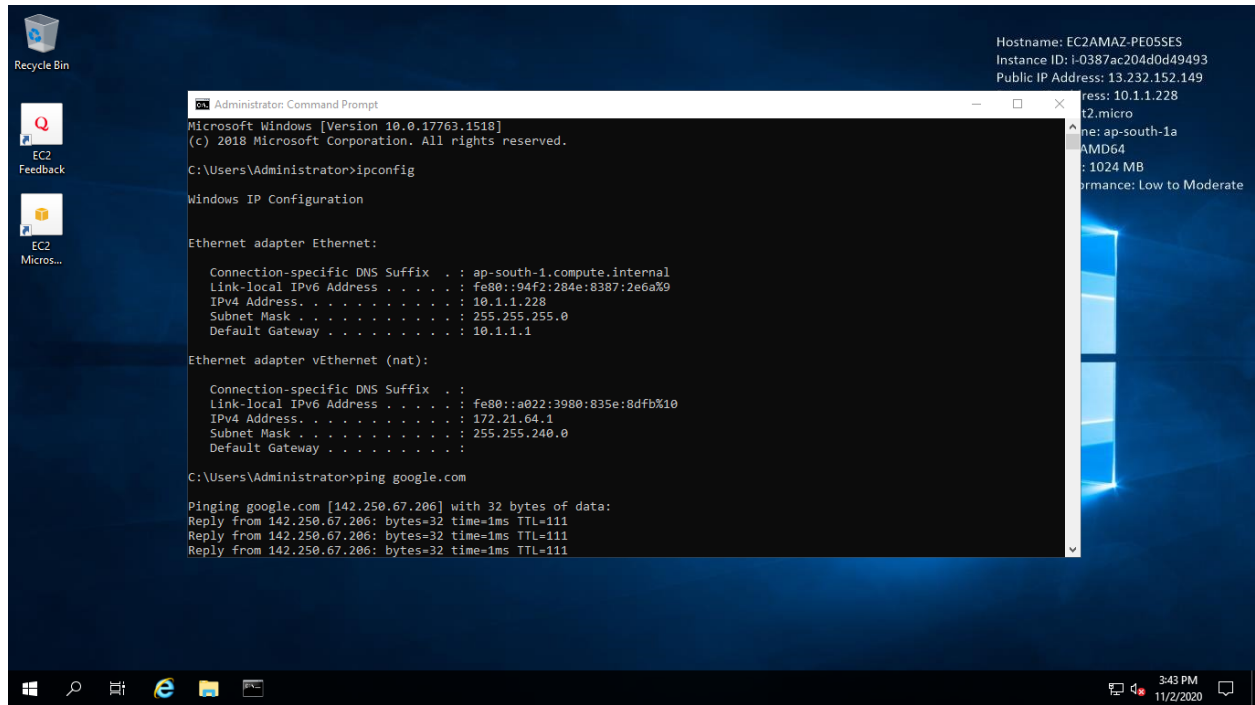 Recycle Bin
EC2
Feedback
EC2
Micros...
Hostname: EC2AMAZ-PE05SES
Instance ID: i-0387ac204d0d49493
Public IP Address: 13.232.152.149
ress: 10.1.1.228
t2.micro
ne: ap-south-1a
AMD64
: 1024 MB
ormance: Low to Moderate
Administrator: Command Prompt
Microsoft Windows [Version 10.0.17763.1518]
(c) 2018 Microsoft Corporation. All rights reserved.
C:\Users\Administrator>ipconfig
Windows IP Configuration
Ethernet adapter Ethernet:
Connection-specific DNS Suffix  . : ap-south-1.compute.internal
Link-local IPv6 Address . . . . . : fe80::94f2:284e:8387:2e6a%9
IPv4 Address. . . . . . . . . . . : 10.1.1.228
Subnet Mask . . . . . . . . . . . : 255.255.255.0
Default Gateway . . . . . . . . . : 10.1.1.1
Ethernet adapter vEthernet (nat):
Connection-specific DNS Suffix  . :
Link-local IPv6 Address . . . . . : fe80::a022:3980:835e:8dfb%10
IPv4 Address. . . . . . . . . . . : 172.21.64.1
Subnet Mask . . . . . . . . . . . : 255.255.240.0
Default Gateway . . . . . . . . . :
C:\Users\Administrator>ping google.com
Pinging google.com [142.250.67.206] with 32 bytes of data:
Reply from 142.250.67.206: bytes=32 time=1ms TTL=111
Reply from 142.250.67.206: bytes=32 time=1ms TTL=111
Reply from 142.250.67.206: bytes=32 time=1ms TTL=111
3:43 PM
11/2/2020